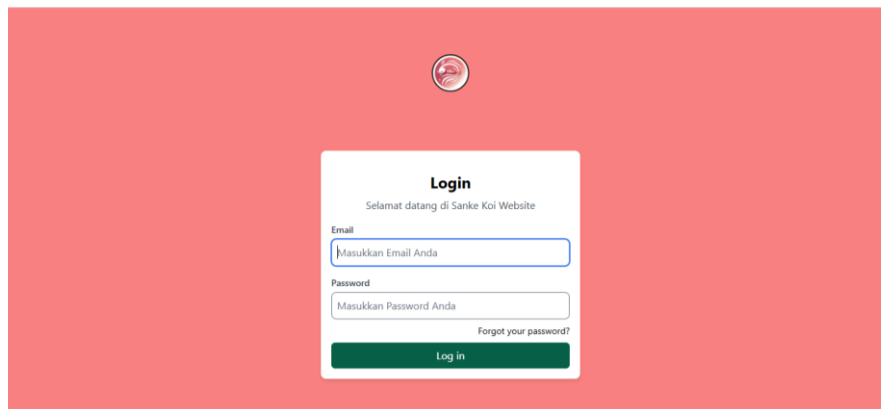 Login
Selamat datang di Sanke Koi Website
Email
Masukkan Email Anda
Password
Masukkan Password Anda
Forgot your password?
Log in